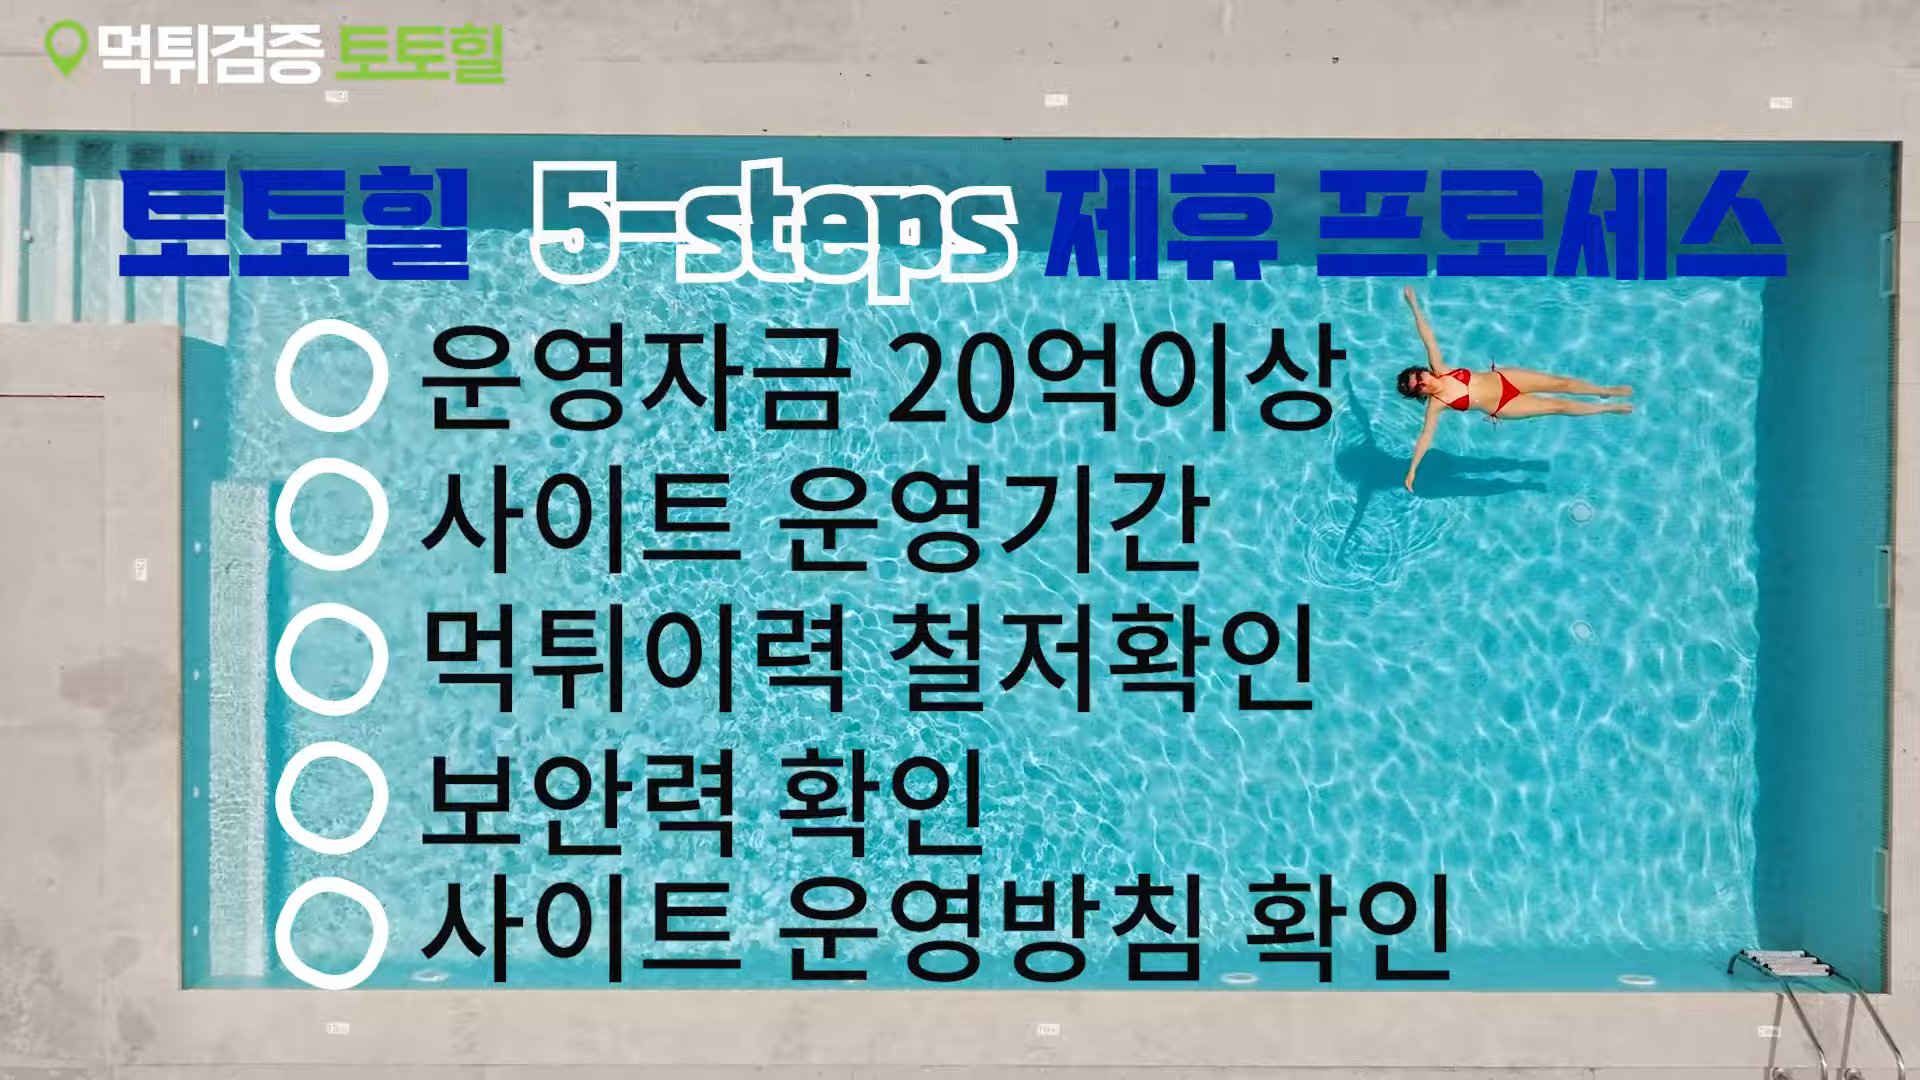 먹튀검증 토토힐
토토힐 5-steps 제휴 프로세스
운영자금 20억이상
사이트 운영기간
먹튀이력 철저확인
보안력 확인
사이트 운영방침 확인